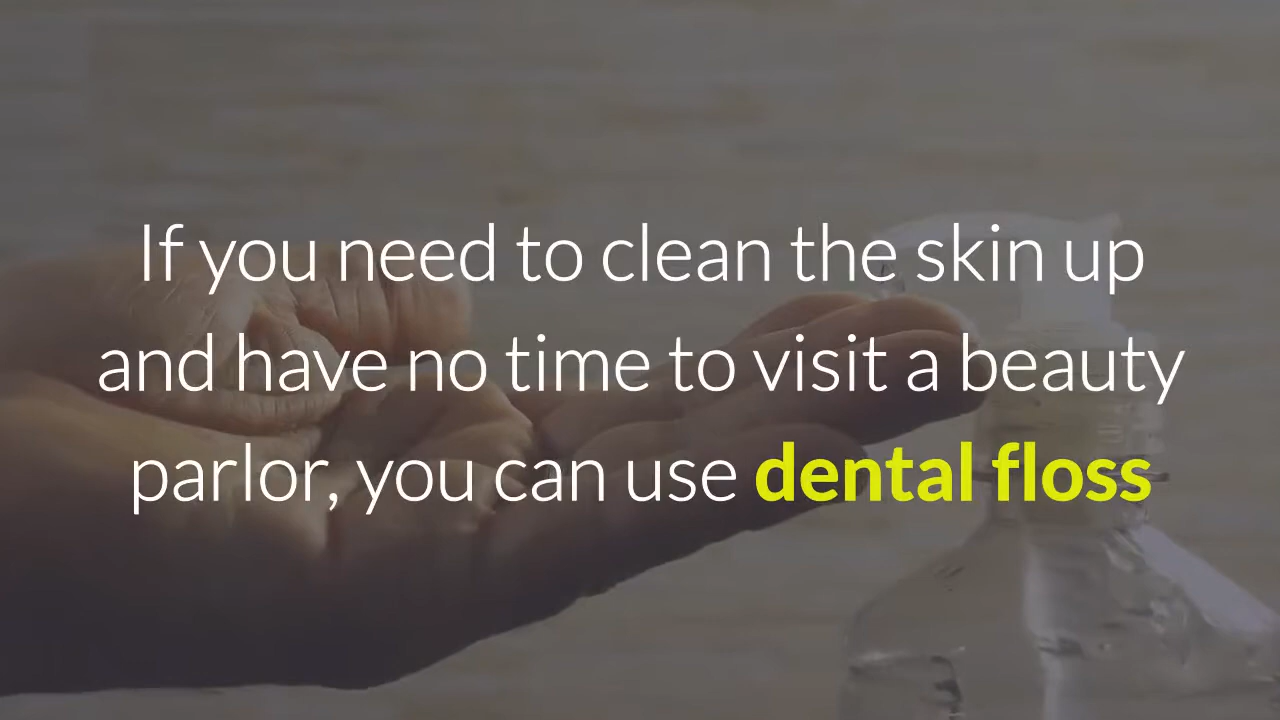 If you need to clean the skin up
and have no time to visit a beauty
parlor, you can use dental floss